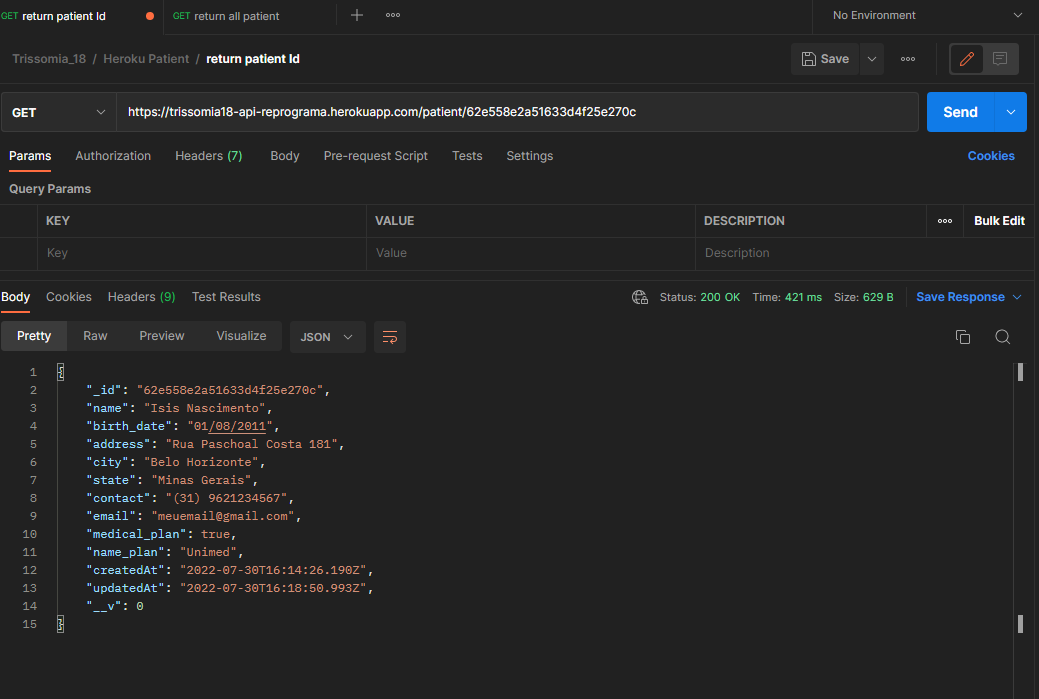 GET return patient Id GET return all patient No Environment
Trissomia_18 / Heroku Patient / return patient Id Save
GET https://trissomia18-api-reprograma.herokuapp.com/patient/62e558e2a51633d4f25e270c Send
Params Authorization Headers (7) Body Pre-request Script Tests Settings Cookies
Query Params
KEY VALUE DESCRIPTION Bulk Edit
Key Value Description
Body Cookies Headers (9) Test Results Status: 200 OK Time: 421 ms Size: 629 B Save Response
Pretty Raw Preview Visualize JSON
1 {
2 "_id": "62e558e2a51633d4f25e270c",
3 "name": "Isis Nascimento",
4 "birth_date": "01/08/2011",
5 "address": "Rua Paschoal Costa 181",
6 "city": "Belo Horizonte",
7 "state": "Minas Gerais",
8 "contact": "(31) 9621234567",
9 "email": "meuemail@gmail.com",
10 "medical_plan": true,
11 "name_plan": "Unimed",
12 "createdAt": "2022-07-30T16:14:26.190Z",
13 "updatedAt": "2022-07-30T16:18:50.993Z",
14 "__v": 0
15 }